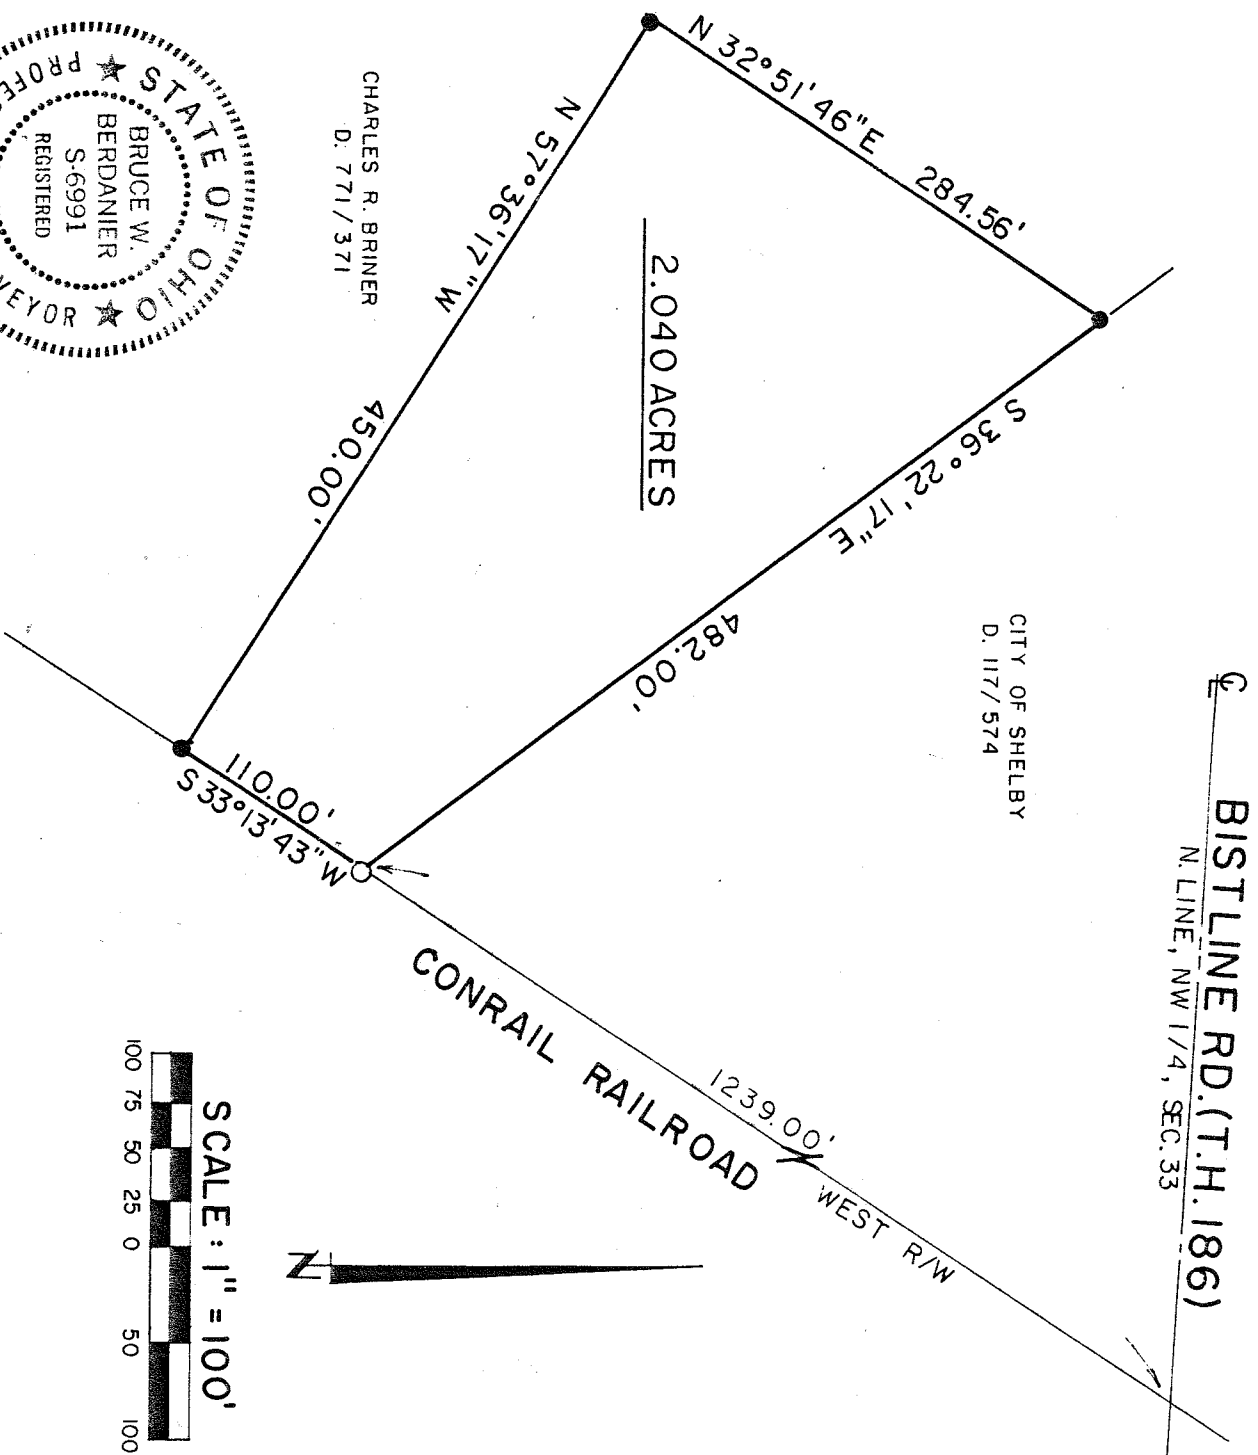 ℄ BISTLINE RD. (T.H. 186)
N. LINE, NW 1/4, SEC. 33
CITY OF SHELBY
D. 117/574
N 32°51'46"E 284.56'
S 36°22'17"E 482.00'
2.040 ACRES
N 57°36'17"W 450.00'
110.00'
S 33°13'43"W
1239.00'
WEST R/W
CONRAIL RAILROAD
CHARLES R. BRINER
D. 771/371
N
SCALE: 1" = 100'
100 75 50 25 0 50 100
STATE OF OHIO
BRUCE W.
BERDANIER
S-6991
REGISTERED